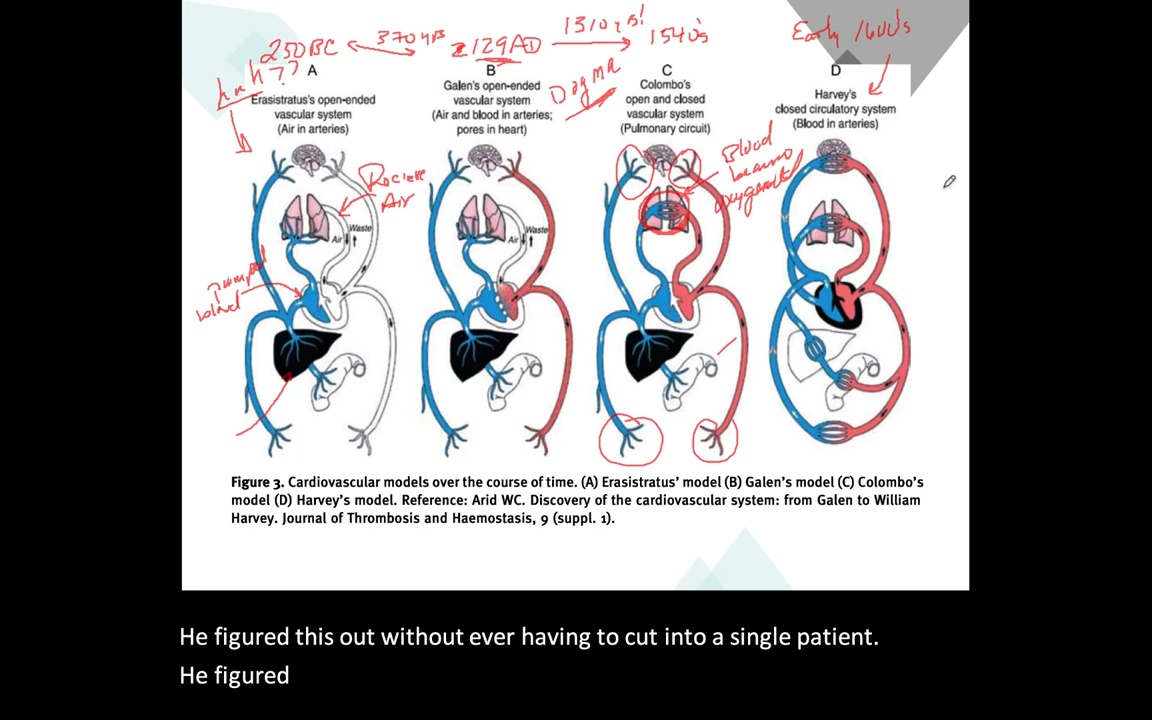 250BC 370 yrs 129AD 1310 yrs! 1540's Early 1600's
huh??
A B C D
DOGMA
Erasistratus's open-ended
vascular system
(Air in arteries)
Galen's open-ended
vascular system
(Air and blood in arteries;
pores in heart)
Colombo's
open and closed
vascular system
(Pulmonary circuit)
Harvey's
closed circulatory system
(Blood in arteries)
Blood
Air
Waste
Air
Waste
Air
Figure 3. Cardiovascular models over the course of time. (A) Erasistratus' model (B) Galen's model (C) Colombo's
model (D) Harvey's model. Reference: Arid WC. Discovery of the cardiovascular system: from Galen to William
Harvey. Journal of Thrombosis and Haemostasis, 9 (suppl. 1).
He figured this out without ever having to cut into a single patient.
He figured